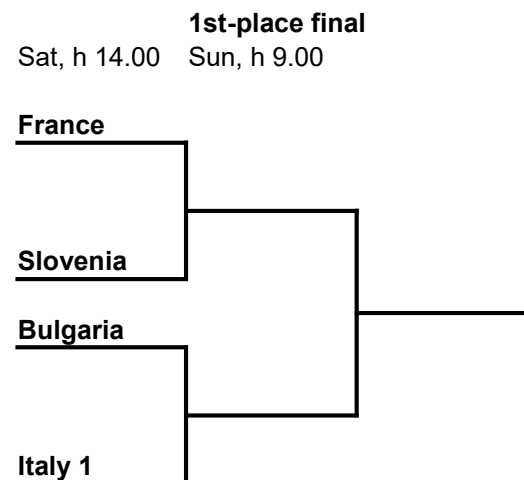 1st-place final
Sat, h 14.00 Sun, h 9.00
France
Slovenia
Bulgaria
Italy 1